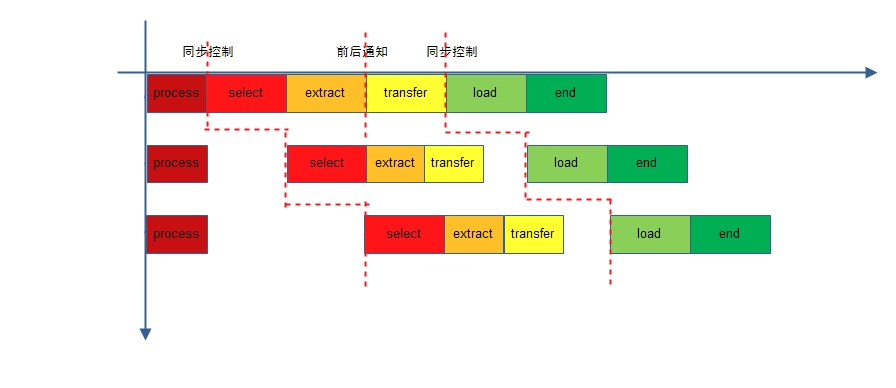 同步控制 前后通知 同步控制
process select extract transfer load end
process select extract transfer load end
process select extract transfer load end